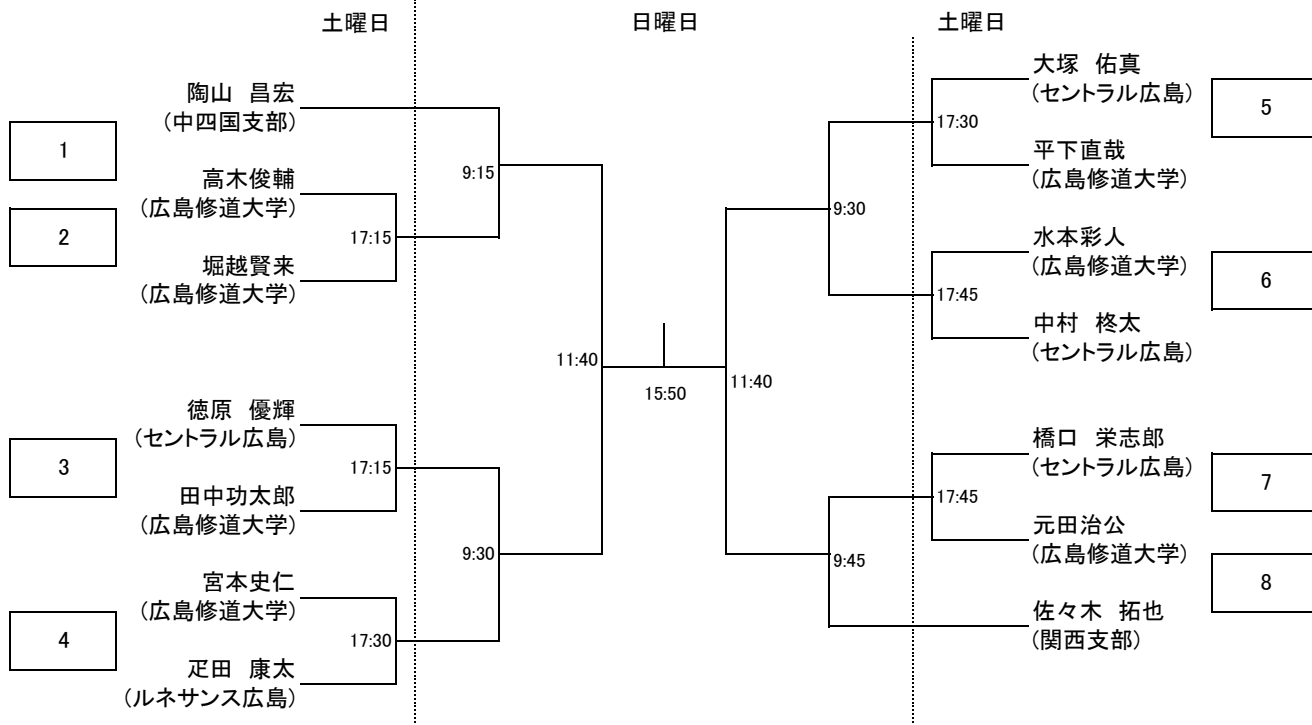 土曜日
日曜日
土曜日
陶山　昌宏
(中四国支部)
1
9:15
高木俊輔
(広島修道大学)
2
17:15
堀越賢来
(広島修道大学)
11:40
徳原　優輝
(セントラル広島)
3
17:15
田中功太郎
(広島修道大学)
9:30
宮本史仁
(広島修道大学)
4
17:30
疋田　康太
(ルネサンス広島)
15:50
大塚　佑真
(セントラル広島)
5
17:30
平下直哉
(広島修道大学)
9:30
水本彩人
(広島修道大学)
6
17:45
中村　柊太
(セントラル広島)
11:40
橋口　栄志郎
(セントラル広島)
7
17:45
元田治公
(広島修道大学)
9:45
8
佐々木　拓也
(関西支部)